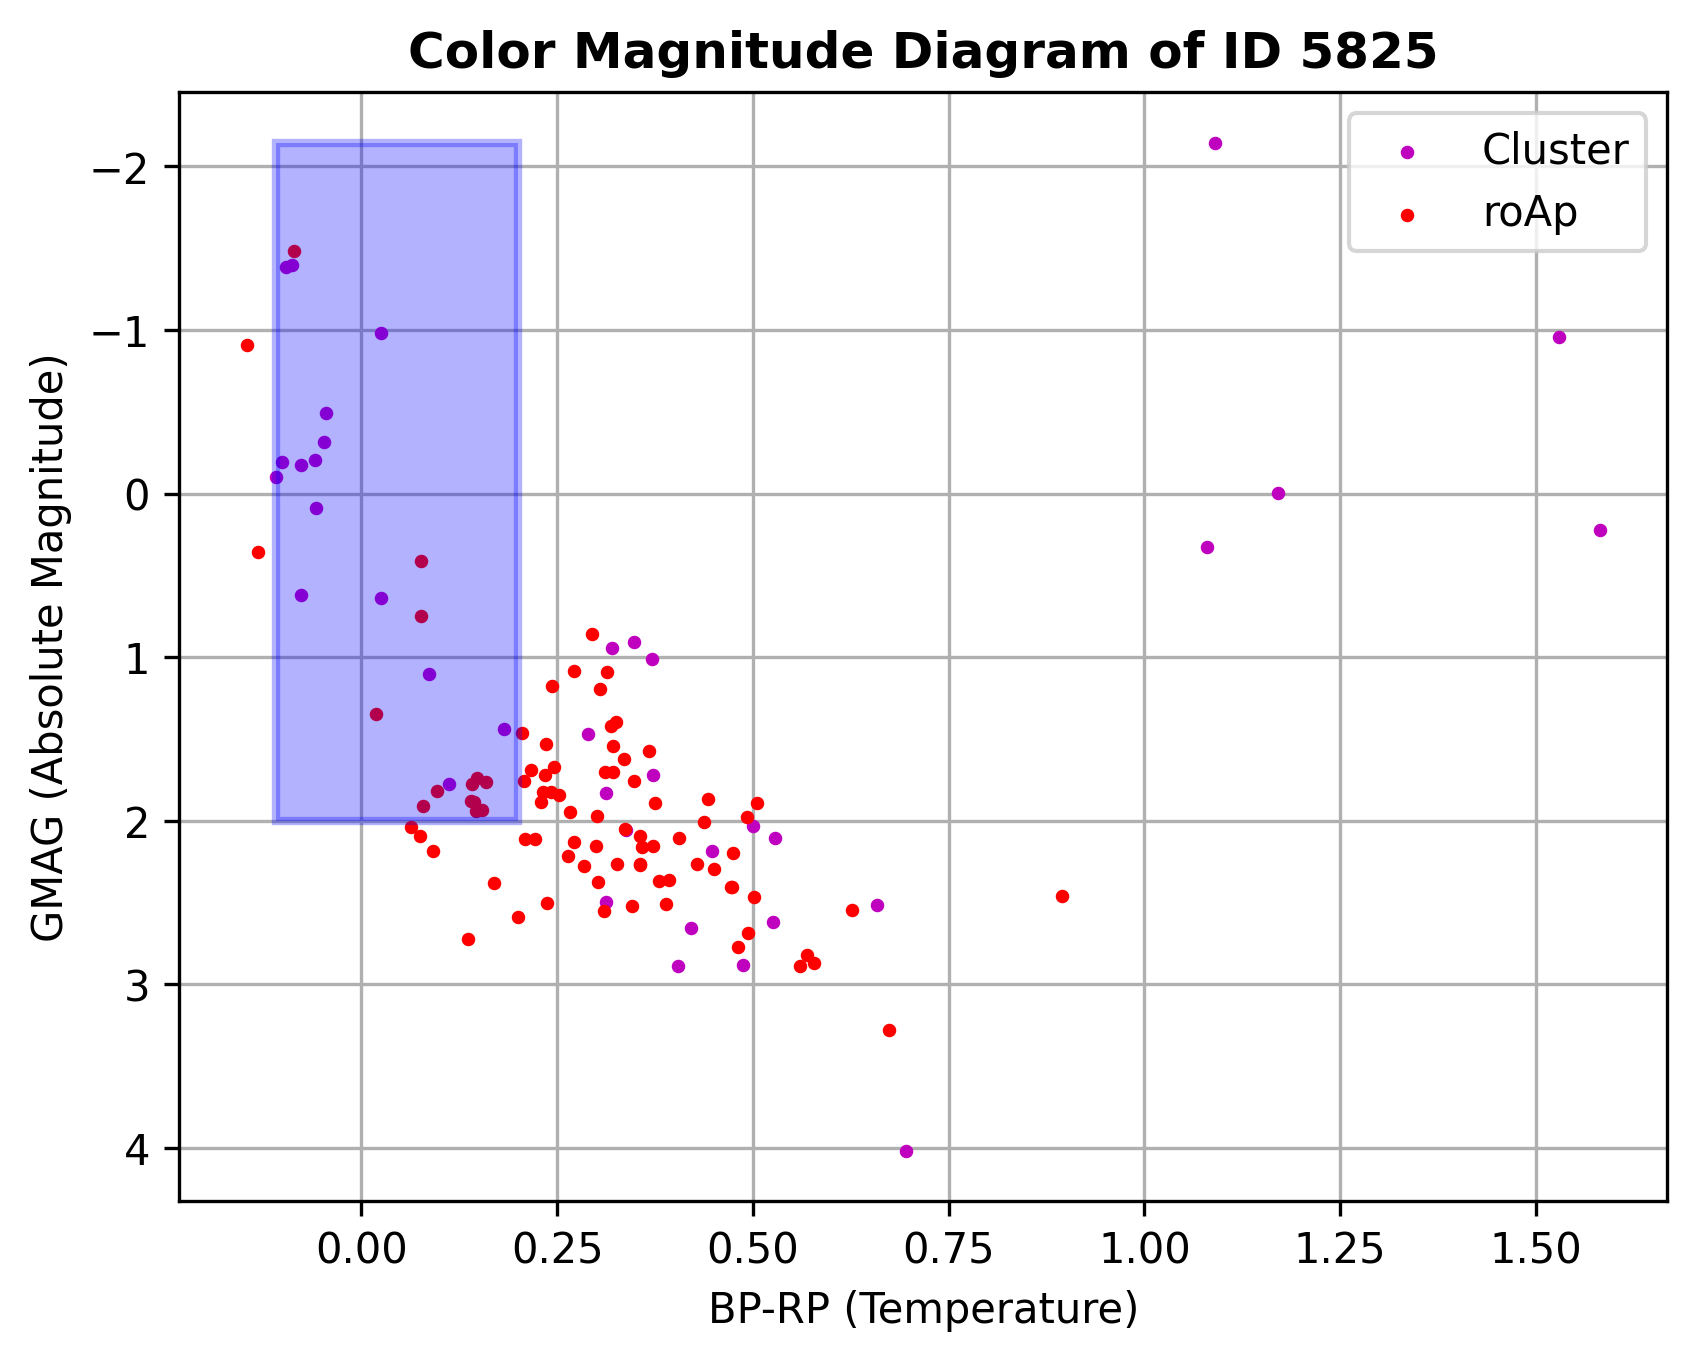 Color Magnitude Diagram of ID 5825
Cluster
roAp
GMAG (Absolute Magnitude)
−2
−1
0
1
2
3
4
0.00 0.25 0.50 0.75 1.00 1.25 1.50
BP-RP (Temperature)